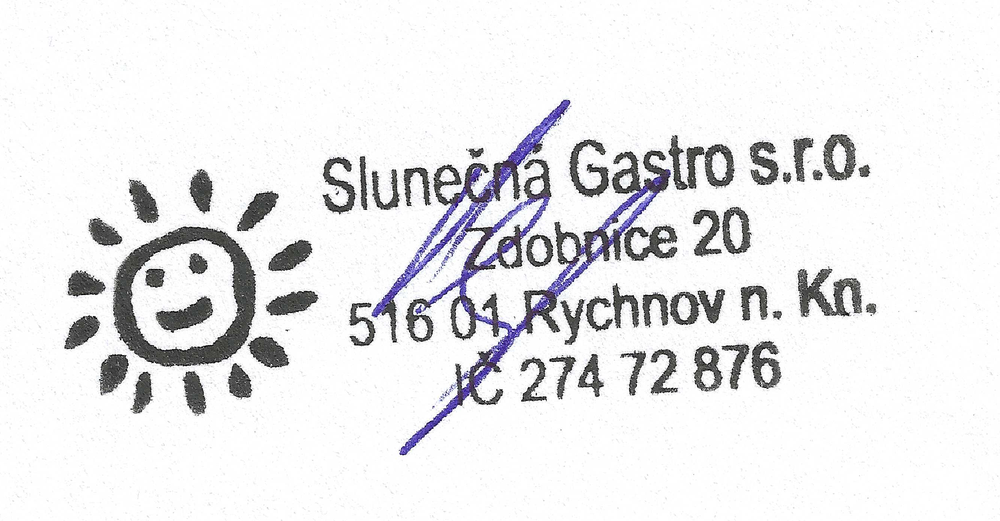 Slunečná Gastro s.r.o.
Zdobnice 20
516 01 Rychnov n. Kn.
IČ 274 72 876